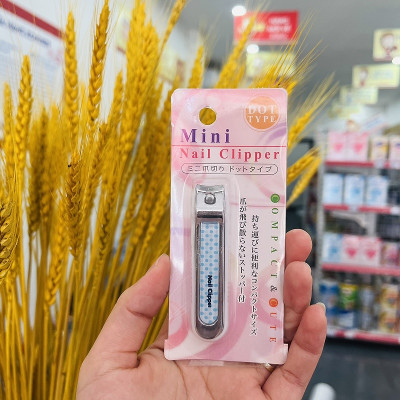 DOT
TYPE
Mini
Nail Clipper
ミニ爪切り ドットタイプ
持ち運びに便利なコンパクトサイズ
爪が飛び散らないストッパー付
COMPACT & CUTE
Nail Clipper